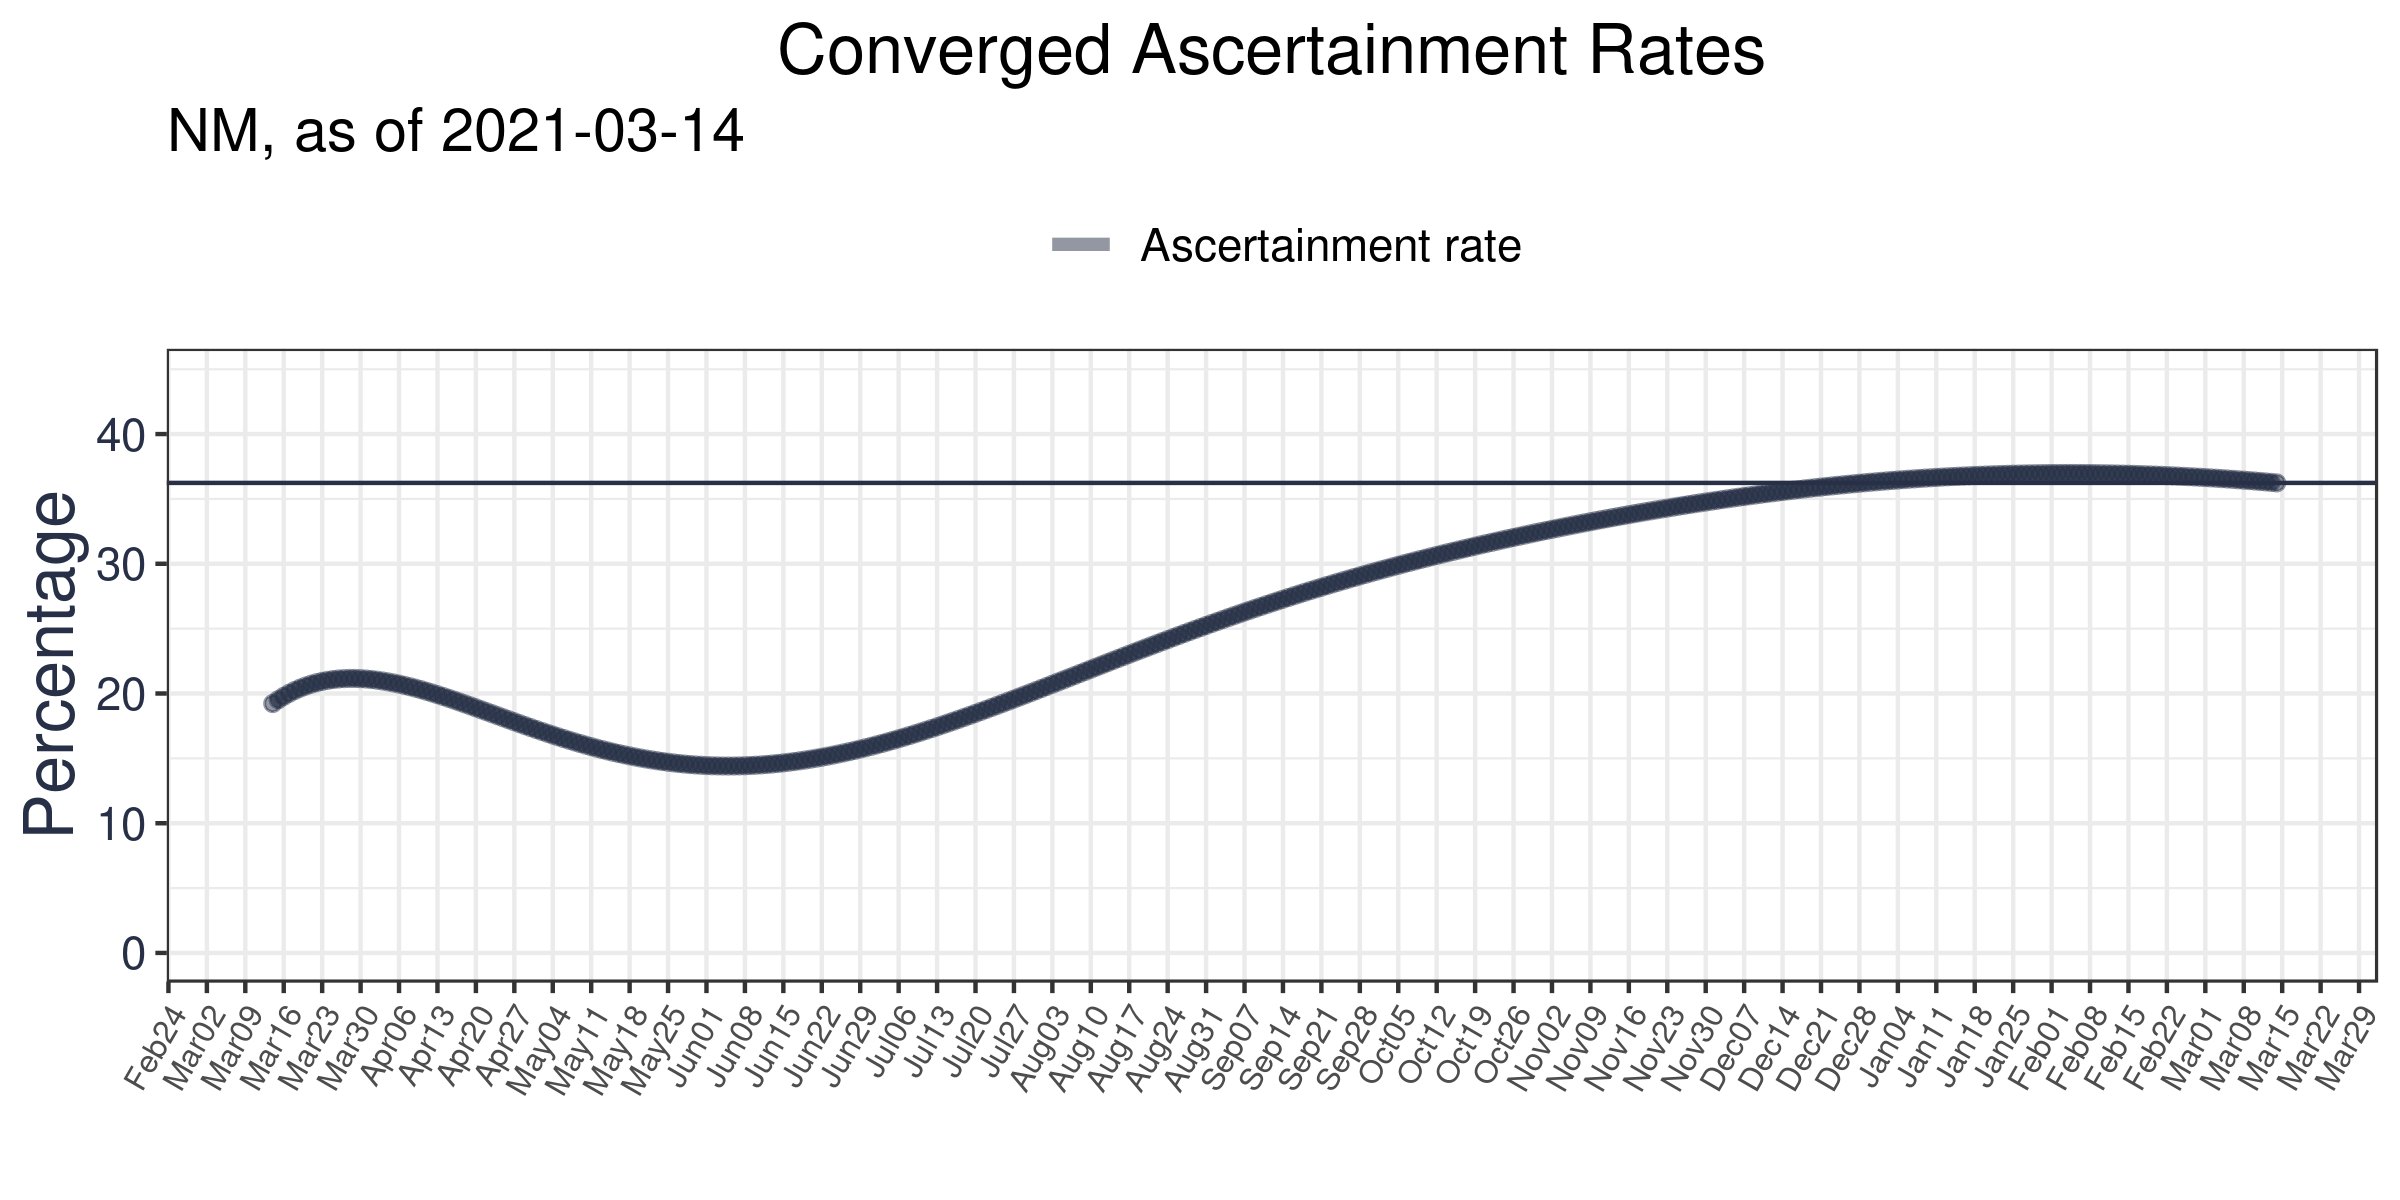 Converged Ascertainment Rates
NM, as of 2021-03-14
Ascertainment rate
Percentage
40
30
20
10
0
Feb24
Mar02
Mar09
Mar16
Mar23
Mar30
Apr06
Apr13
Apr20
Apr27
May04
May11
May18
May25
Jun01
Jun08
Jun15
Jun22
Jun29
Jul06
Jul13
Jul20
Jul27
Aug03
Aug10
Aug17
Aug24
Aug31
Sep07
Sep14
Sep21
Sep28
Oct05
Oct12
Oct19
Oct26
Nov02
Nov09
Nov16
Nov23
Nov30
Dec07
Dec14
Dec21
Dec28
Jan04
Jan11
Jan18
Jan25
Feb01
Feb08
Feb15
Feb22
Mar01
Mar08
Mar15
Mar22
Mar29